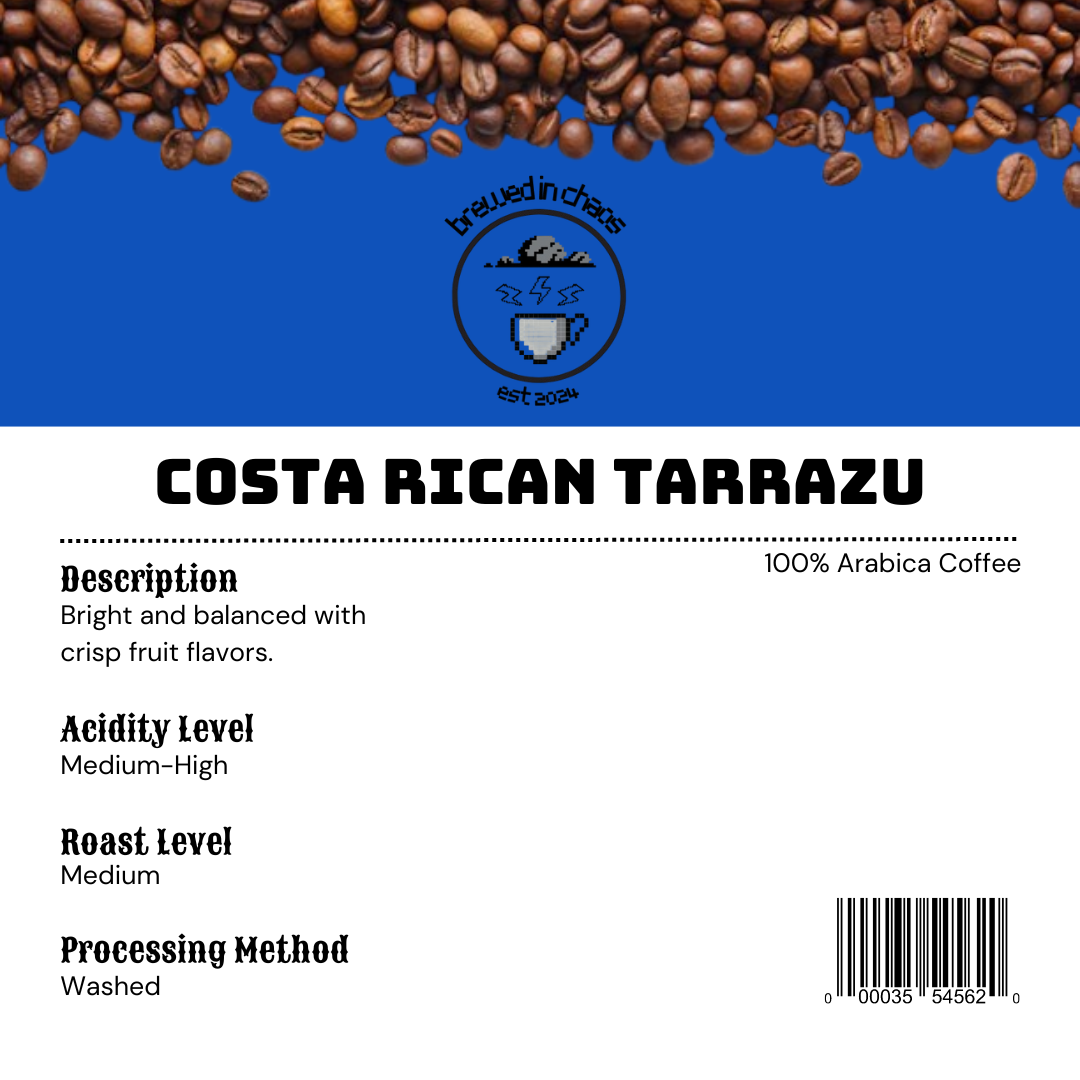 brewed in chaos
est 2024
COSTA RICAN TARRAZU
100% Arabica Coffee
Description
Bright and balanced with
crisp fruit flavors.
Acidity Level
Medium-High
Roast Level
Medium
Processing Method
Washed
0 00035 54562 0